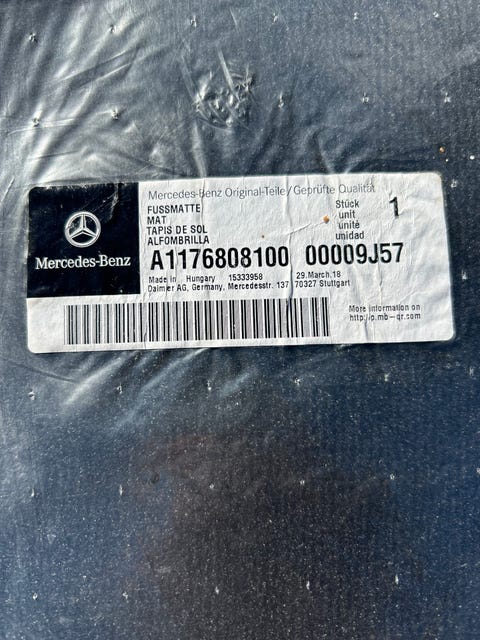 Mercedes-Benz Original-Teile/Geprüfte Qualität
FUSSMATTE
MAT
TAPIS DE SOL
ALFOMBRILLA
Stück
unit
unité
unidad
1
Mercedes-Benz
A1176808100 00009J57
Made in Hungary 15333958 29.March.18
Daimler AG, Germany, Mercedesstr. 137 70327 Stuttgart
More information on
http://p.mb-qr.com